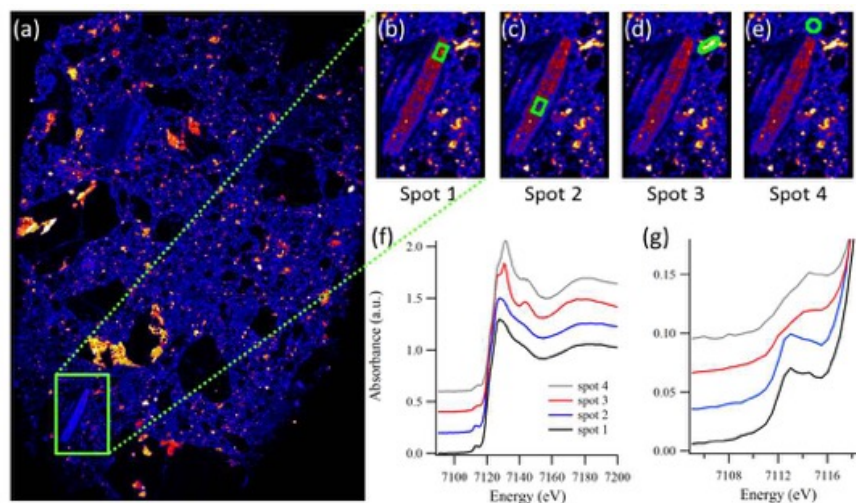 (a)
(b)
(c)
(d)
(e)
Spot 1
Spot 2
Spot 3
Spot 4
(f)
2.0
1.5
1.0
0.5
0.0
Absorbance (a.u.)
spot 4
spot 3
spot 2
spot 1
7100 7120 7140 7160 7180 7200
Energy (eV)
(g)
0.15
0.10
0.05
0.00
7108 7112 7116
Energy (eV)